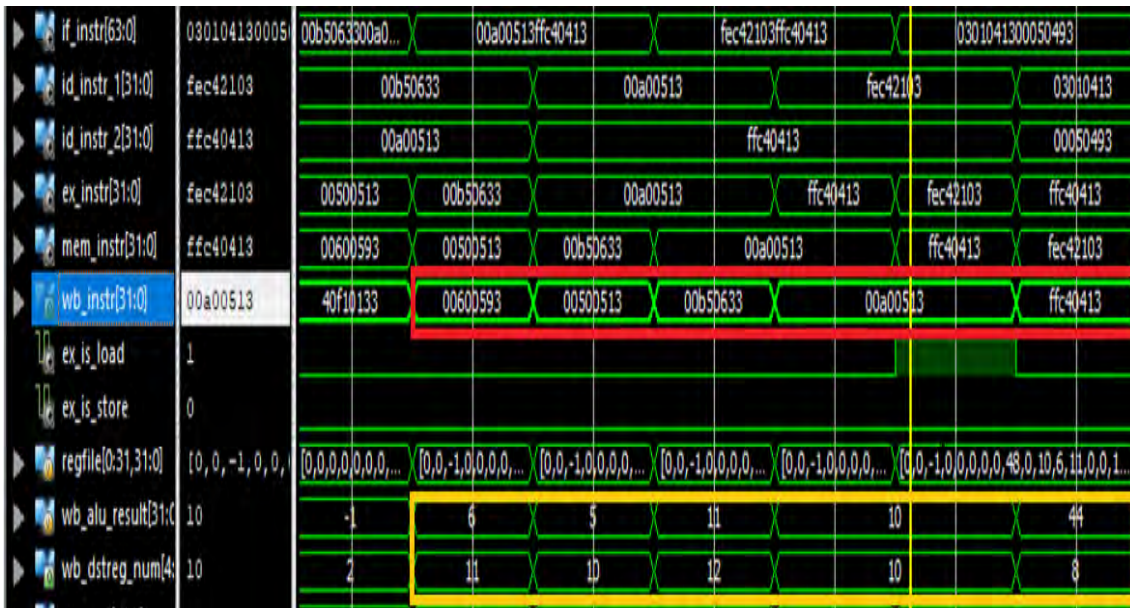 if_instr[63:0] 03010413000506 00b5063300a0... 00a00513ffc40413 fec42103ffc40413 0301041300050493
id_instr_1[31:0] fec42103 00b50633 00a00513 fec42103 03010413
id_instr_2[31:0] ffc40413 00a00513 ffc40413 00050493
ex_instr[31:0] fec42103 00500513 00b50633 00a00513 ffc40413 fec42103 ffc40413
mem_instr[31:0] ffc40413 00600593 00500513 00b50633 00a00513 ffc40413 fec42103
wb_instr[31:0] 00a00513 40f10133 00600593 00500513 00b50633 00a00513 ffc40413
ex_is_load 1
ex_is_store 0
regfile[0:31,31:0] [0,0,-1,0,0, [0,0,0,0,0,0,0,... [0,0,-1,0,0,0,0,... [0,0,-1,0,0,0,0,... [0,0,-1,0,0,0,0,... [0,0,-1,0,0,0,0,... [0,0,-1,0,0,0,0,0,48,0,10,6,11,0,0,1...
wb_alu_result[31:0 10 -1 6 5 11 10 44
wb_dstreg_num[4: 10 2 11 10 12 10 8